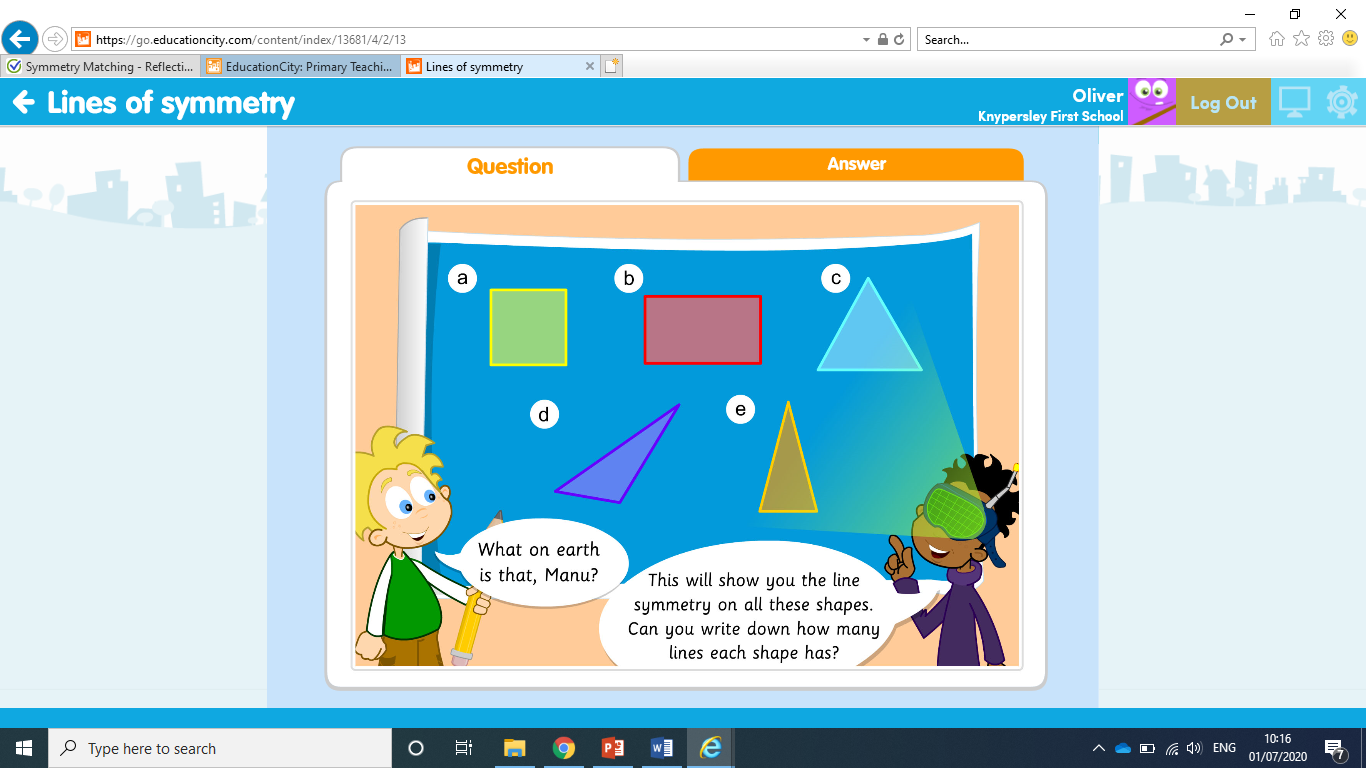 https://go.educationcity.com/content/index/13681/4/2/13
Search...
Symmetry Matching - Reflecti...
EducationCity: Primary Teachi...
Lines of symmetry
Lines of symmetry
Oliver
Knypersley First School
Log Out
Question
Answer
a
b
c
d
e
What on earth
is that, Manu?
This will show you the line
symmetry on all these shapes.
Can you write down how many
lines each shape has?
Type here to search
ENG
10:16
01/07/2020
7